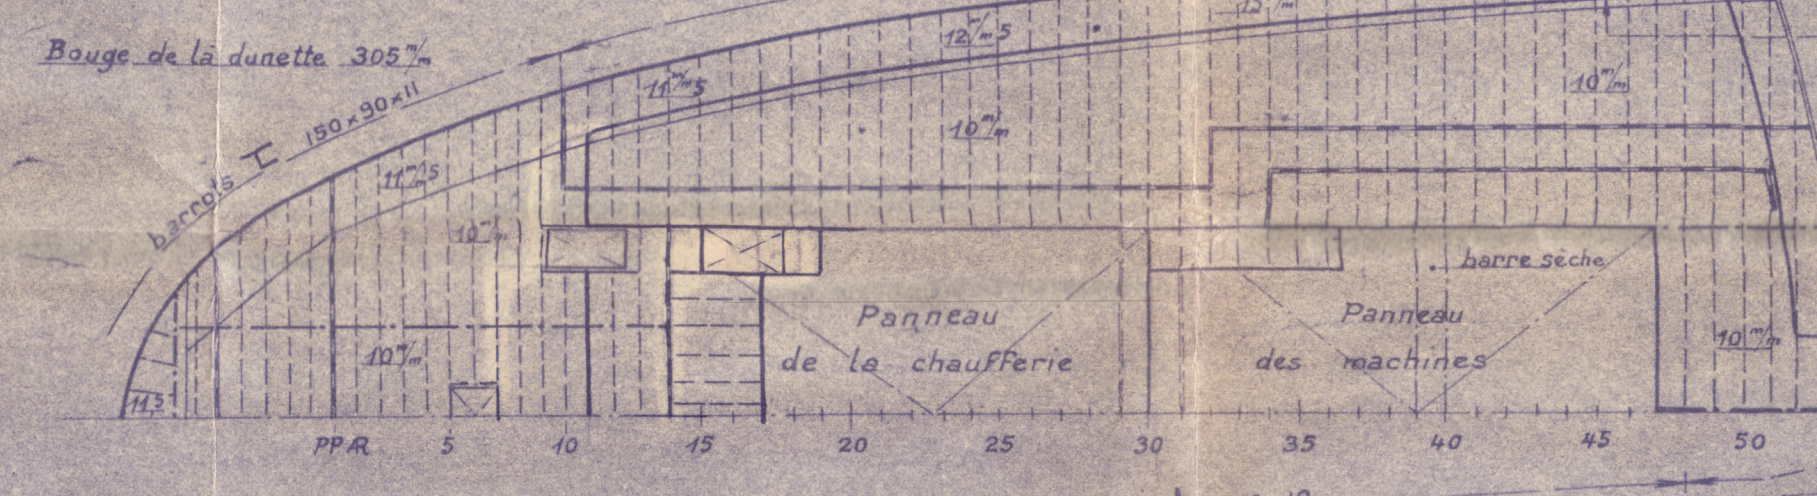 Bouge de la dunette 305 m/m
barrots 150×90×11
12 m/m 5
11 m/m 5
10 m/m
10 m/m
11 m/m 5
10 m/m
barre sèche
Panneau
de la chaufferie
Panneau
des machines
10 m/m
10 m/m
11,5
PPAR 5 10 15 20 25 30 35 40 45 50